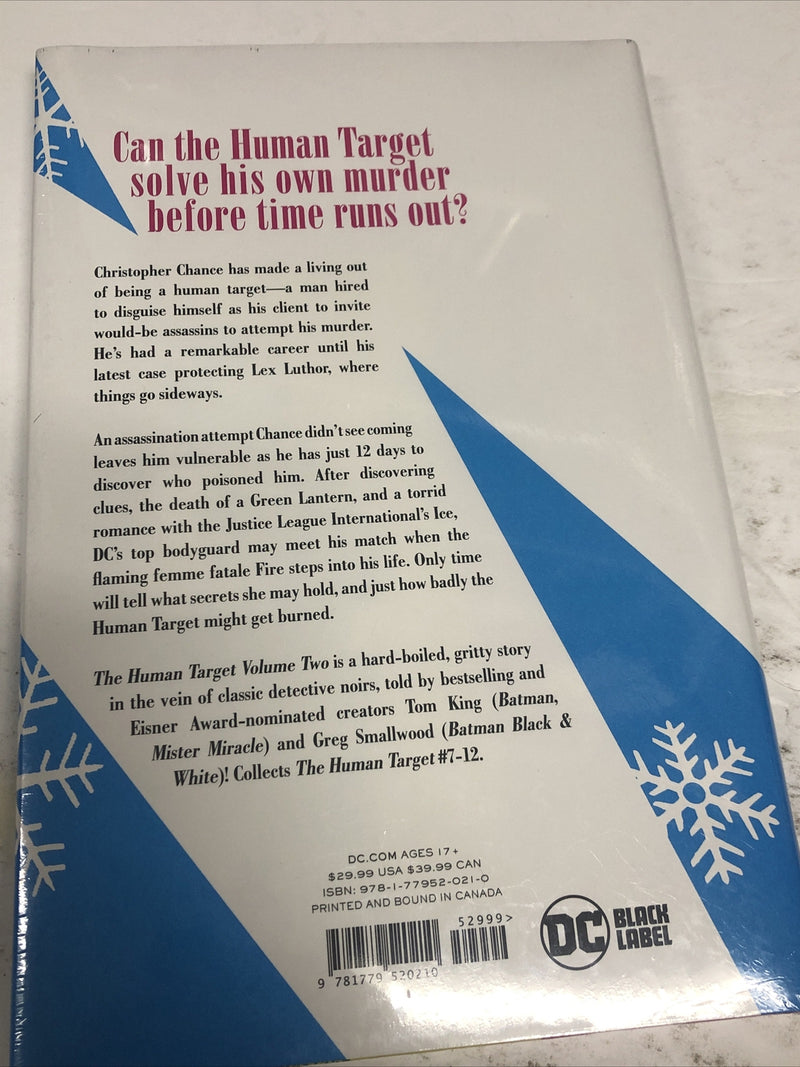 Can the Human Target
solve his own murder
before time runs out?
Christopher Chance has made a living out
of being a human target—a man hired
to disguise himself as his client to invite
would-be assassins to attempt his murder.
He's had a remarkable career until his
latest case protecting Lex Luthor, where
things go sideways.
An assassination attempt Chance didn't see coming
leaves him vulnerable as he has just 12 days to
discover who poisoned him. After discovering
clues, the death of a Green Lantern, and a torrid
romance with the Justice League International's Ice,
DC's top bodyguard may meet his match when the
flaming femme fatale Fire steps into his life. Only time
will tell what secrets she may hold, and just how badly the
Human Target might get burned.
The Human Target Volume Two is a hard-boiled, gritty story
in the vein of classic detective noirs, told by bestselling and
Eisner Award-nominated creators Tom King (Batman,
Mister Miracle) and Greg Smallwood (Batman Black &
White)! Collects The Human Target #7-12.
DC.COM AGES 17+
$29.99 USA $39.99 CAN
ISBN: 978-1-77952-021-0
PRINTED AND BOUND IN CANADA
52999>
9 781779 520210
DC BLACK
LABEL